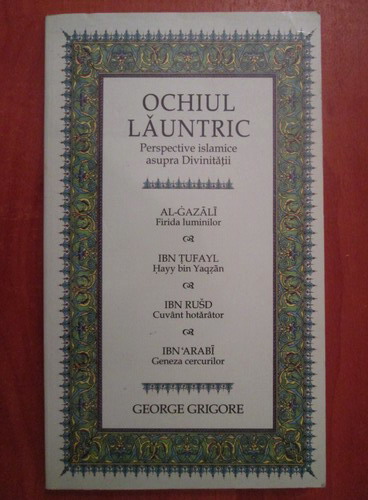 OCHIUL
LĂUNTRIC
Perspective islamice
asupra Divinităţii
AL-ĠAZĀLĪ
Firida luminilor
IBN ṬUFAYL
Ḥayy bin Yaqẓān
IBN RUŠD
Cuvânt hotărâtor
IBN ‘ARABĪ
Geneza cercurilor
GEORGE GRIGORE